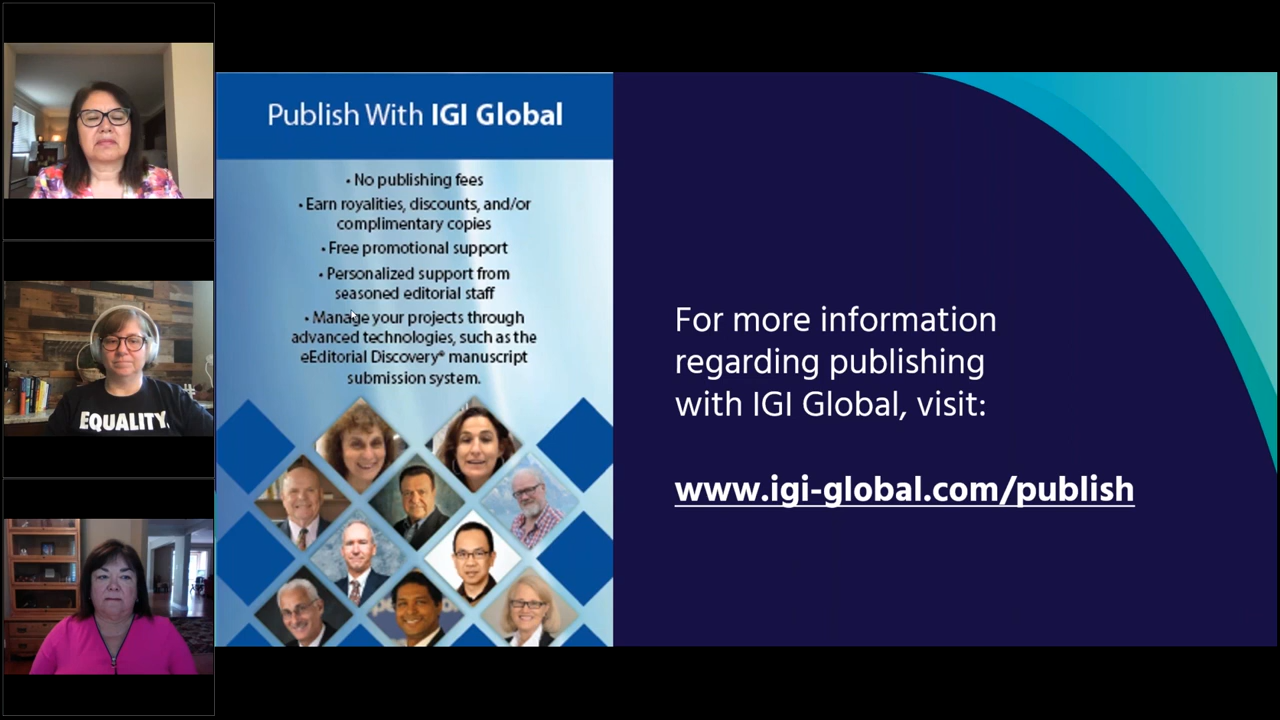 Publish With IGI Global
• No publishing fees
• Earn royalities, discounts, and/or
complimentary copies
• Free promotional support
• Personalized support from
seasoned editorial staff
• Manage your projects through
advanced technologies, such as the
eEditorial Discovery® manuscript
submission system.
For more information
regarding publishing
with IGI Global, visit:
www.igi-global.com/publish
EQUALITY.